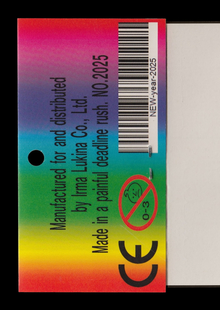 Manufactured for and distributed
by Irma Lukina Co., Ltd.
Made in a painful deadline rush. NO.2025
NEW-year-2025
0-3
CE